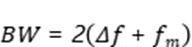 BW = 2(Δf + fₘ)